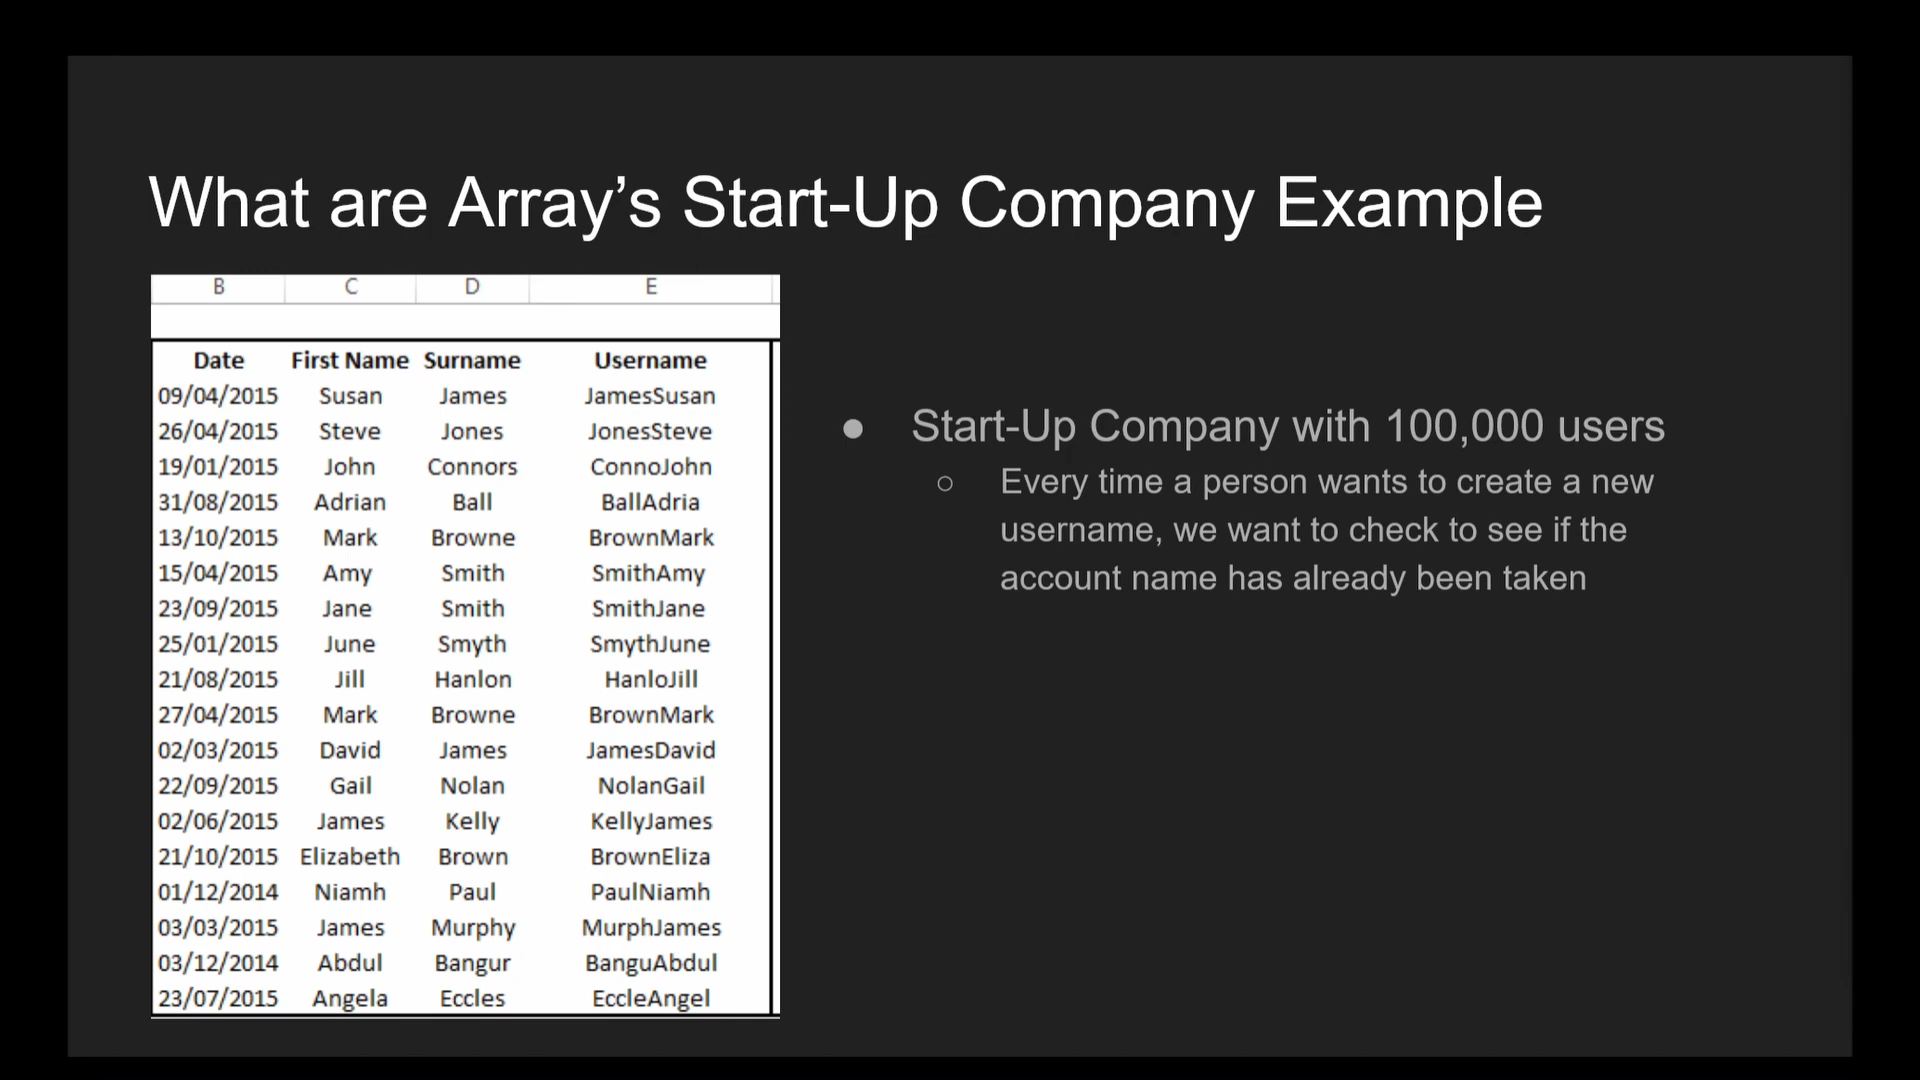 What are Array’s Start-Up Company Example
B C D E
Date First Name Surname Username
09/04/2015 Susan James JamesSusan
26/04/2015 Steve Jones JonesSteve
19/01/2015 John Connors ConnoJohn
31/08/2015 Adrian Ball BallAdria
13/10/2015 Mark Browne BrownMark
15/04/2015 Amy Smith SmithAmy
23/09/2015 Jane Smith SmithJane
25/01/2015 June Smyth SmythJune
21/08/2015 Jill Hanlon HanloJill
27/04/2015 Mark Browne BrownMark
02/03/2015 David James JamesDavid
22/09/2015 Gail Nolan NolanGail
02/06/2015 James Kelly KellyJames
21/10/2015 Elizabeth Brown BrownEliza
01/12/2014 Niamh Paul PaulNiamh
03/03/2015 James Murphy MurphJames
03/12/2014 Abdul Bangur BanguAbdul
23/07/2015 Angela Eccles EccleAngel
● Start-Up Company with 100,000 users
○ Every time a person wants to create a new
username, we want to check to see if the
account name has already been taken